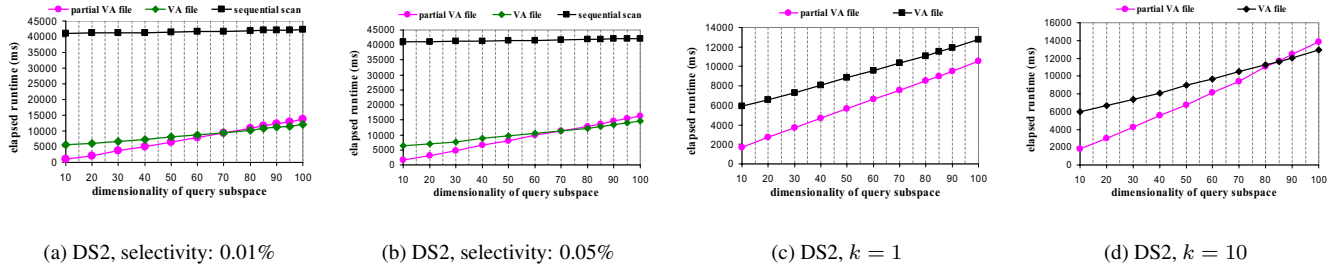 partial VA file VA file sequential scan
45000
40000
35000
30000
25000
20000
15000
10000
5000
0
elapsed runtime (ms)
10 20 30 40 50 60 70 80 90 100
dimensionality of query subspace
(a) DS2, selectivity: 0.01%
partial VA file VA file sequential scan
45000
40000
35000
30000
25000
20000
15000
10000
5000
0
elapsed runtime (ms)
10 20 30 40 50 60 70 80 90 100
dimensionality of query subspace
(b) DS2, selectivity: 0.05%
partial VA file VA file
14000
12000
10000
8000
6000
4000
2000
0
elapsed runtime (ms)
10 20 30 40 50 60 70 80 90 100
dimensionality of query subspace
(c) DS2, k = 1
partial VA file VA file
16000
14000
12000
10000
8000
6000
4000
2000
0
elapsed runtime (ms)
10 20 30 40 50 60 70 80 90 100
dimensionality of query subspace
(d) DS2, k = 10